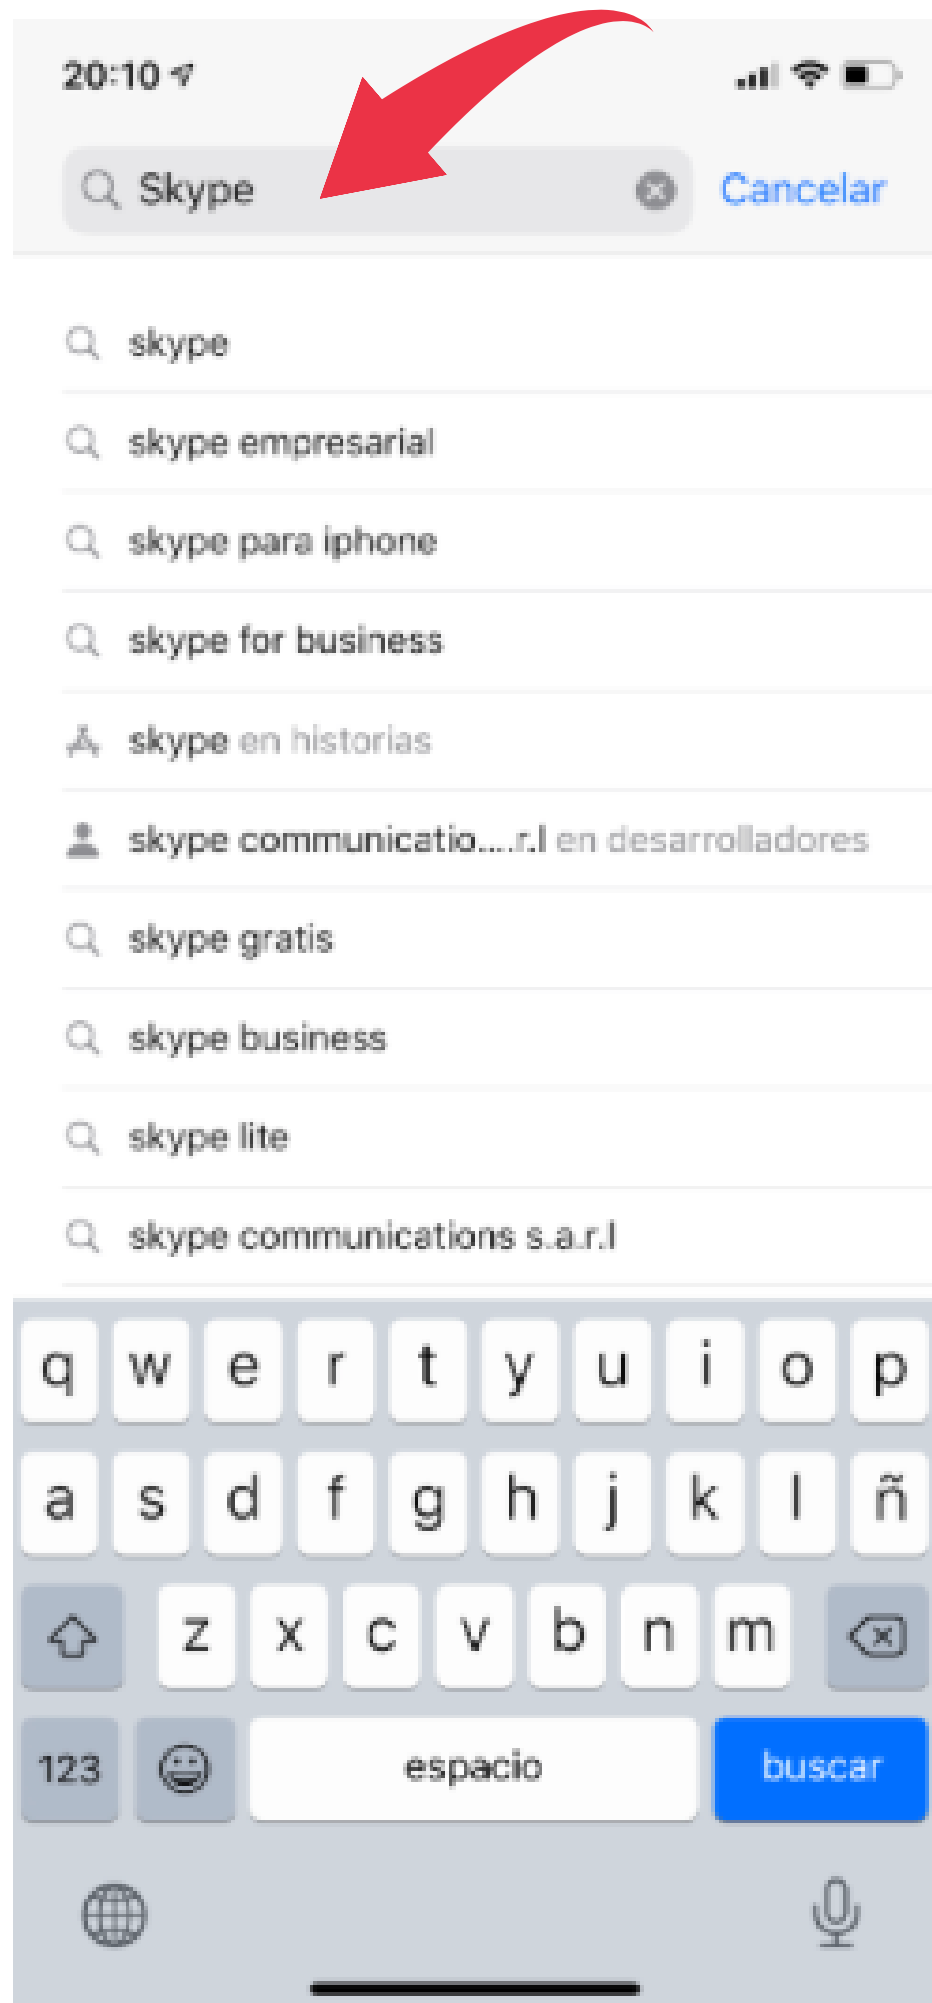 20:10
Skype
Cancelar
skype
skype empresarial
skype para iphone
skype for business
skype en historias
skype communicatio....r.l en desarrolladores
skype gratis
skype business
skype lite
skype communications s.a.r.l
q w e r t y u i o p
a s d f g h j k l ñ
z x c v b n m
123 espacio buscar